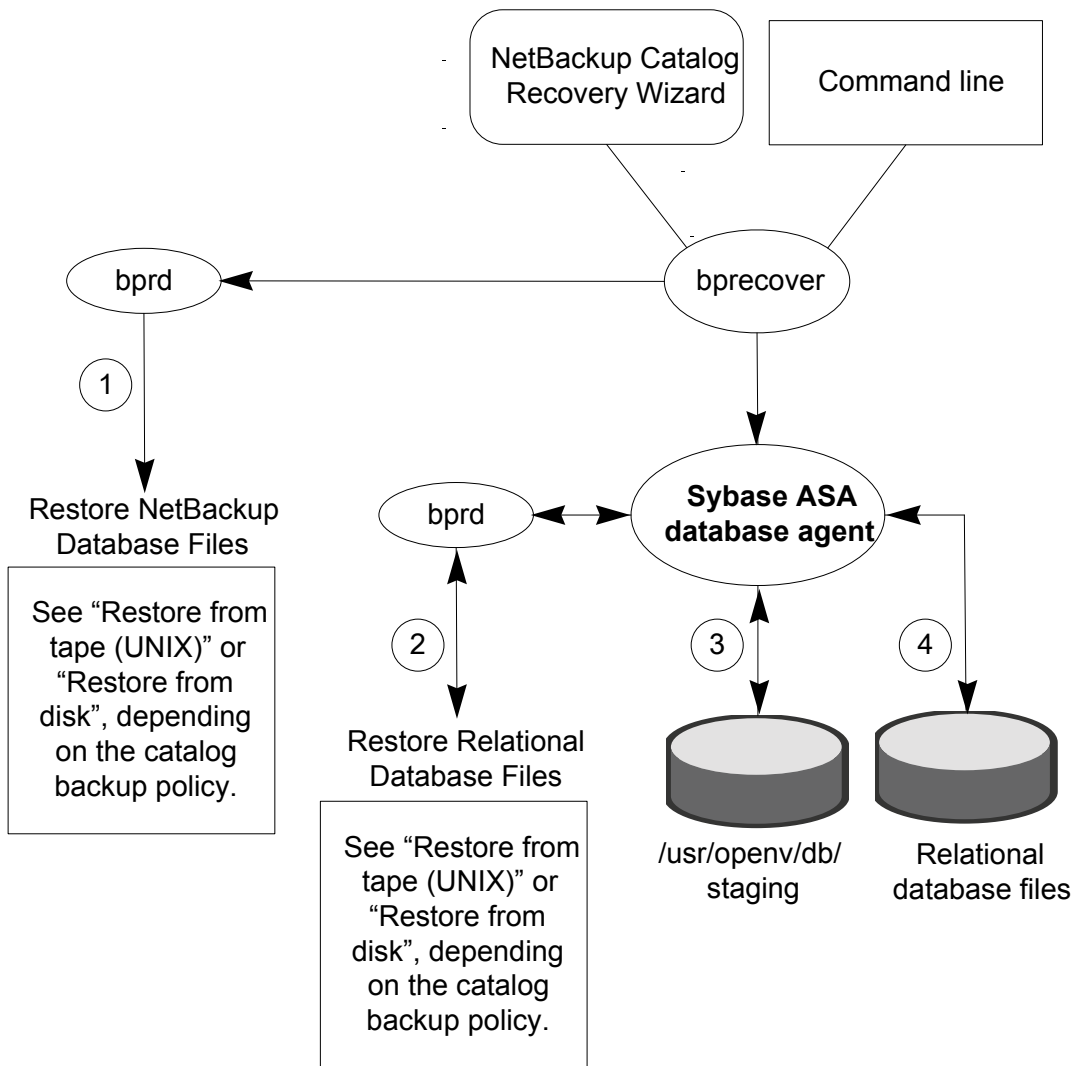 NetBackup Catalog
Recovery Wizard
Command line
bprd
bprecover
1
Restore NetBackup
Database Files
See “Restore from
tape (UNIX)” or
“Restore from
disk”, depending
on the catalog
backup policy.
bprd
Sybase ASA
database agent
2
3
4
Restore Relational
Database Files
See “Restore from
tape (UNIX)” or
“Restore from
disk”, depending
on the catalog
backup policy.
/usr/openv/db/
staging
Relational
database files